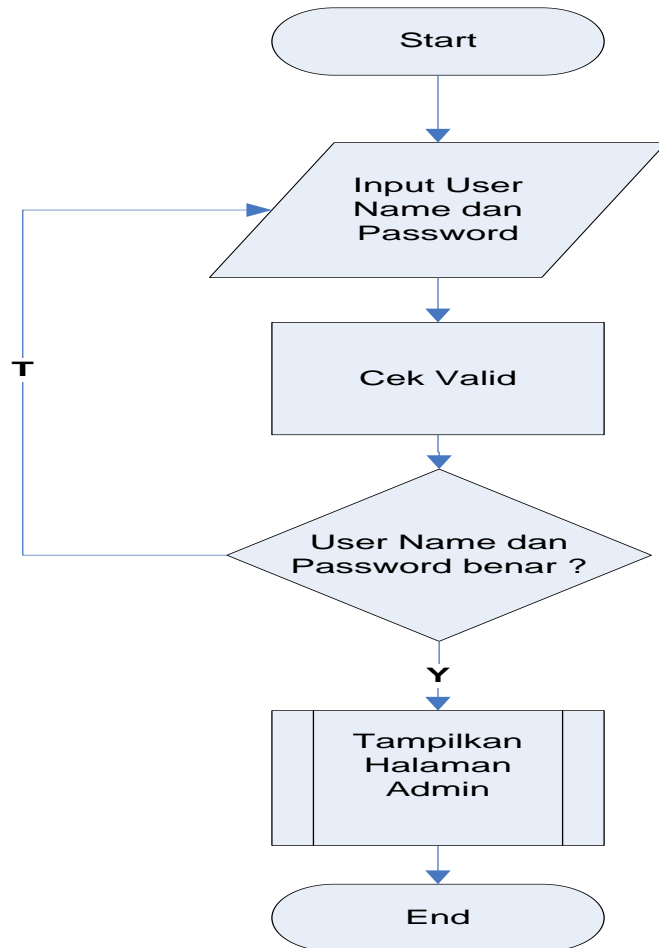 Start
Input User
Name dan
Password
T
Cek Valid
User Name dan
Password benar ?
Y
Tampilkan
Halaman
Admin
End